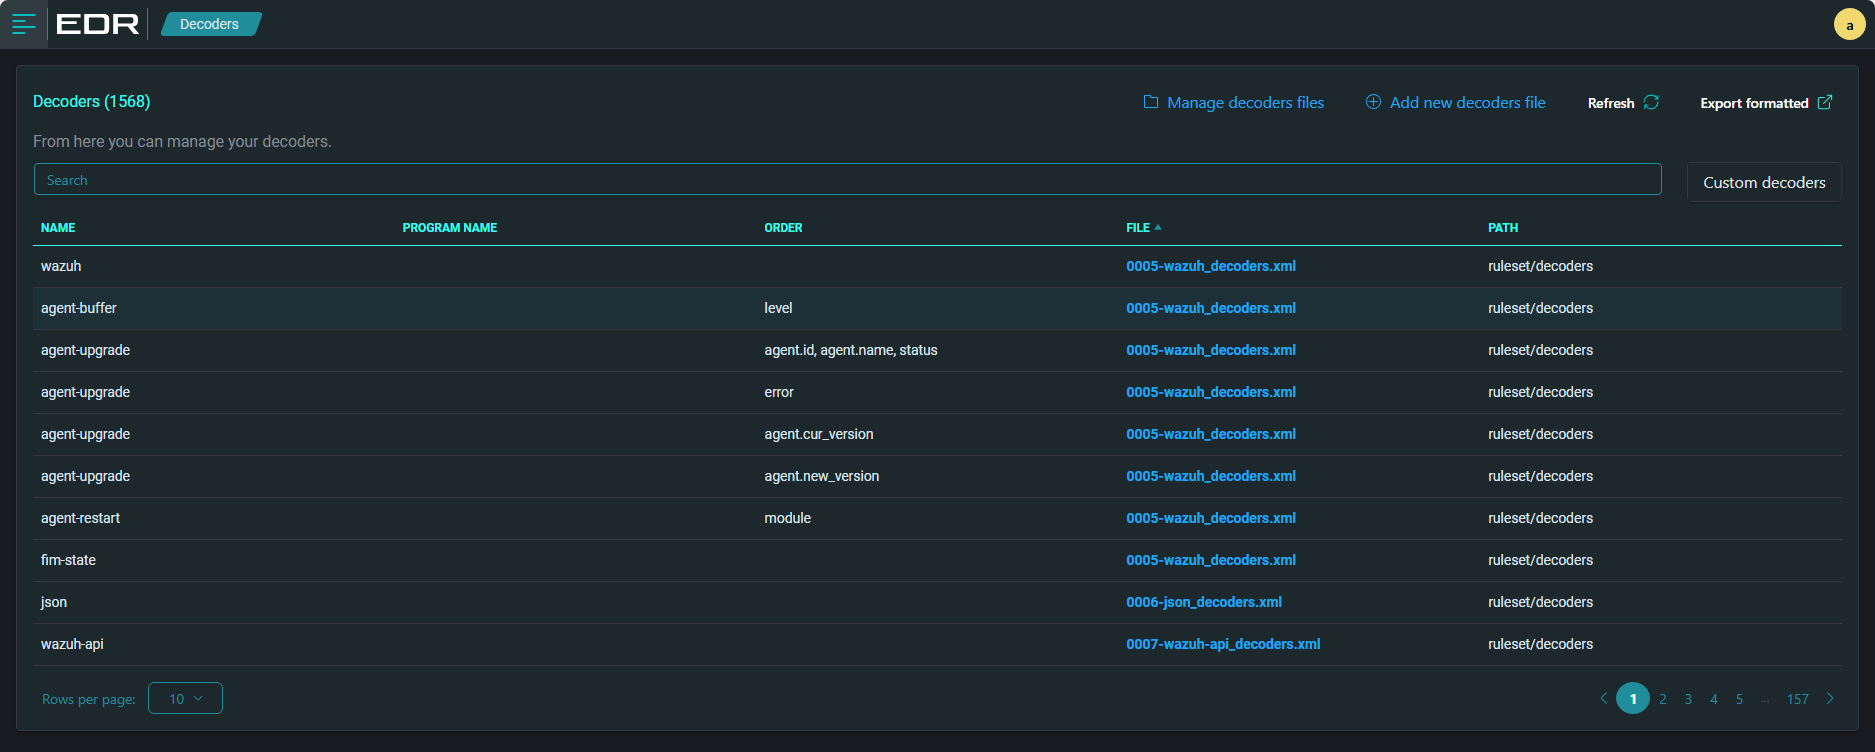 EDR Decoders a
Decoders (1568) Manage decoders files Add new decoders file Refresh Export formatted
From here you can manage your decoders.
Search Custom decoders
NAME PROGRAM NAME ORDER FILE PATH
wazuh 0005-wazuh_decoders.xml ruleset/decoders
agent-buffer level 0005-wazuh_decoders.xml ruleset/decoders
agent-upgrade agent.id, agent.name, status 0005-wazuh_decoders.xml ruleset/decoders
agent-upgrade error 0005-wazuh_decoders.xml ruleset/decoders
agent-upgrade agent.cur_version 0005-wazuh_decoders.xml ruleset/decoders
agent-upgrade agent.new_version 0005-wazuh_decoders.xml ruleset/decoders
agent-restart module 0005-wazuh_decoders.xml ruleset/decoders
fim-state 0005-wazuh_decoders.xml ruleset/decoders
json 0006-json_decoders.xml ruleset/decoders
wazuh-api 0007-wazuh-api_decoders.xml ruleset/decoders
Rows per page: 10 1 2 3 4 5 ... 157